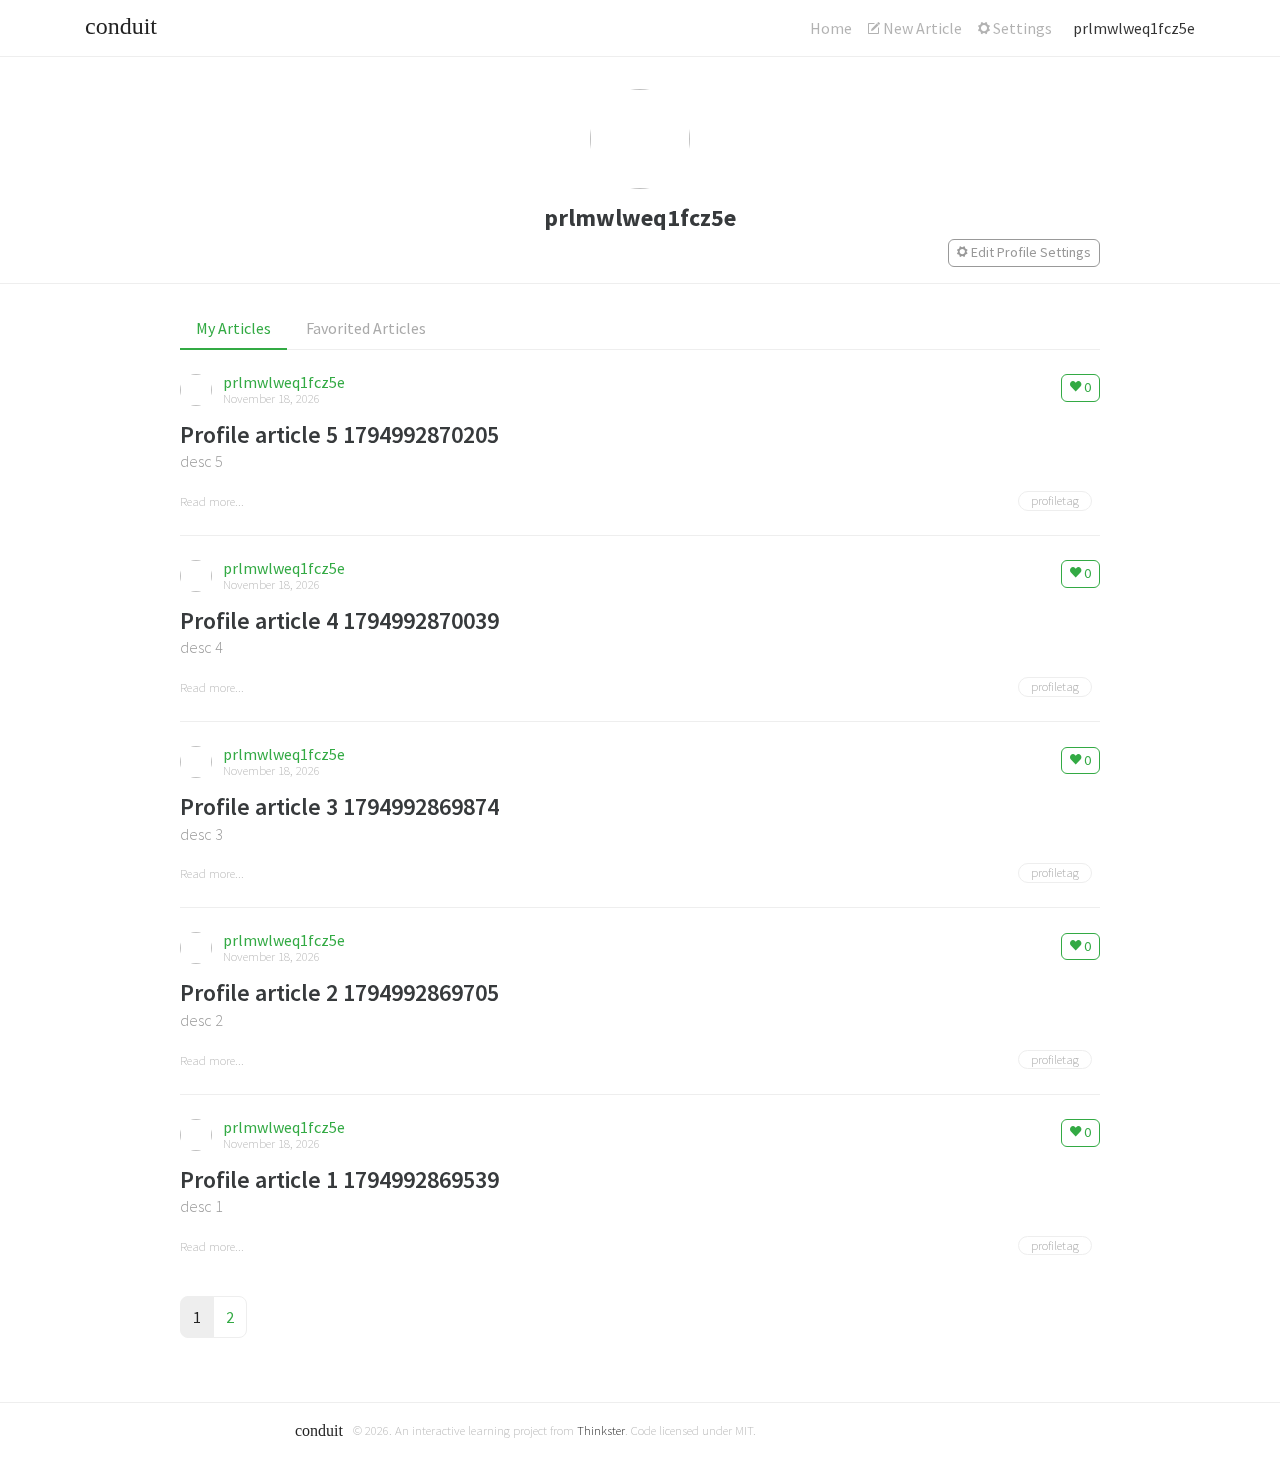 conduit
Home New Article Settings prlmwlweq1fcz5e
prlmwlweq1fcz5e
Edit Profile Settings
My Articles Favorited Articles
prlmwlweq1fcz5e
November 18, 2026
0
Profile article 5 1794992870205
desc 5
Read more...
profiletag
prlmwlweq1fcz5e
November 18, 2026
0
Profile article 4 1794992870039
desc 4
Read more...
profiletag
prlmwlweq1fcz5e
November 18, 2026
0
Profile article 3 1794992869874
desc 3
Read more...
profiletag
prlmwlweq1fcz5e
November 18, 2026
0
Profile article 2 1794992869705
desc 2
Read more...
profiletag
prlmwlweq1fcz5e
November 18, 2026
0
Profile article 1 1794992869539
desc 1
Read more...
profiletag
1 2
conduit © 2026. An interactive learning project from Thinkster. Code licensed under MIT.